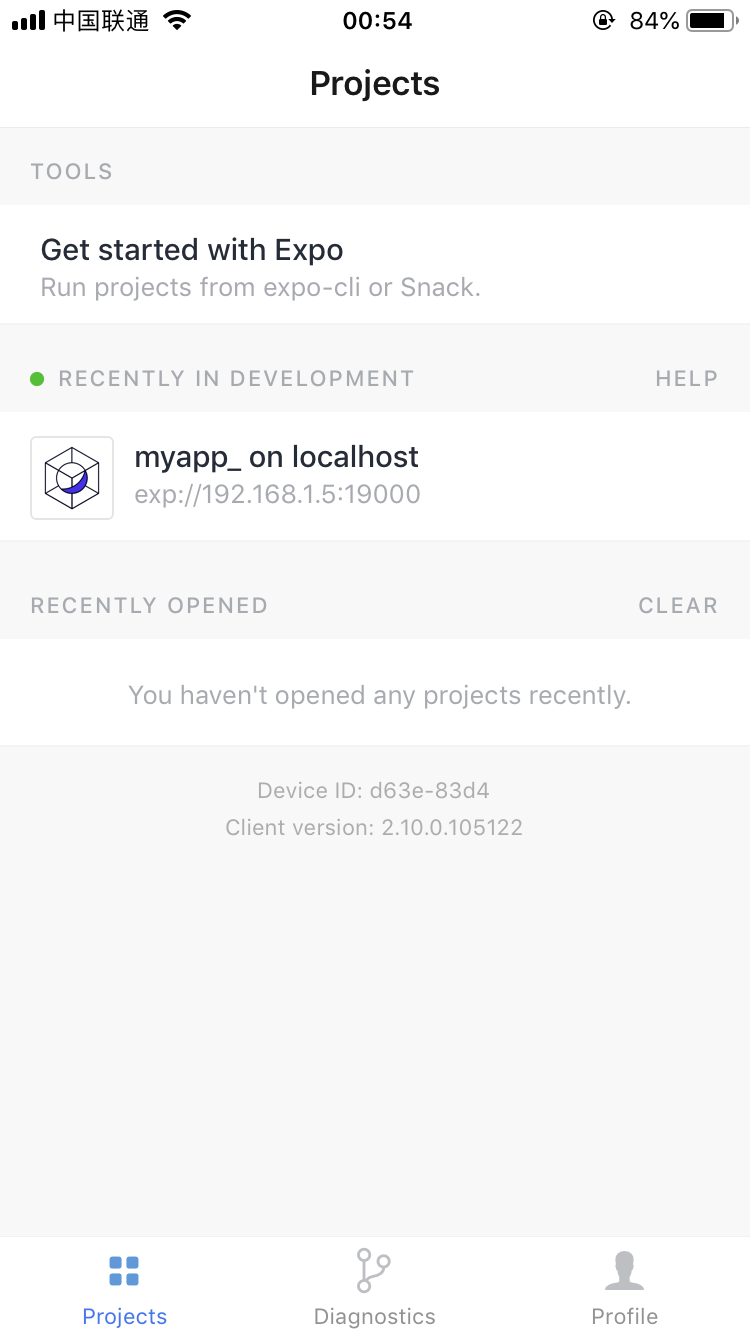 中国联通 00:54 84%
Projects
TOOLS
Get started with Expo
Run projects from expo-cli or Snack.
RECENTLY IN DEVELOPMENT HELP
myapp_ on localhost
exp://192.168.1.5:19000
RECENTLY OPENED CLEAR
You haven't opened any projects recently.
Device ID: d63e-83d4
Client version: 2.10.0.105122
Projects Diagnostics Profile